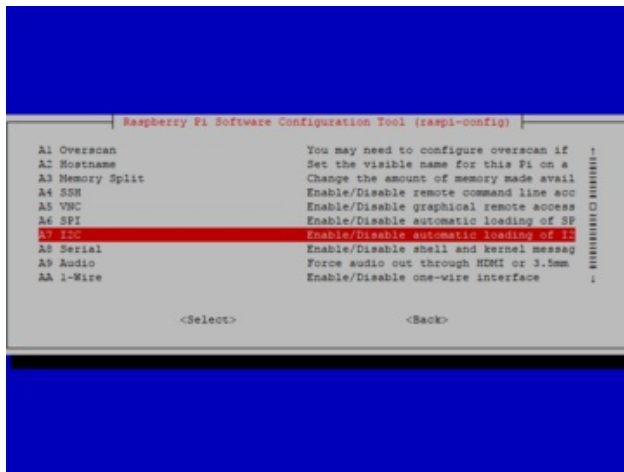 Raspberry Pi Software Configuration Tool (raspi-config)
A1 Overscan You may need to configure overscan if
A2 Hostname Set the visible name for this Pi on a
A3 Memory Split Change the amount of memory made avail
A4 SSH Enable/Disable remote command line acc
A5 VNC Enable/Disable graphical remote access
A6 SPI Enable/Disable automatic loading of SP
A7 I2C Enable/Disable automatic loading of I2
A8 Serial Enable/Disable shell and kernel messag
A9 Audio Force audio out through HDMI or 3.5mm
AA 1-Wire Enable/Disable one-wire interface
<Select> <Back>